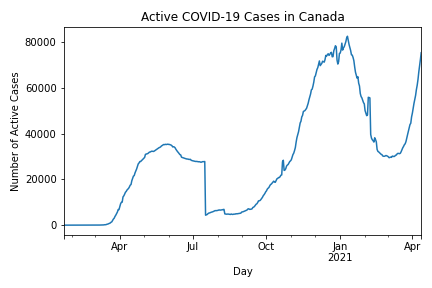 Active COVID-19 Cases in Canada
Number of Active Cases
80000
60000
40000
20000
0
Apr
Jul
Oct
Jan
2021
Apr
Day